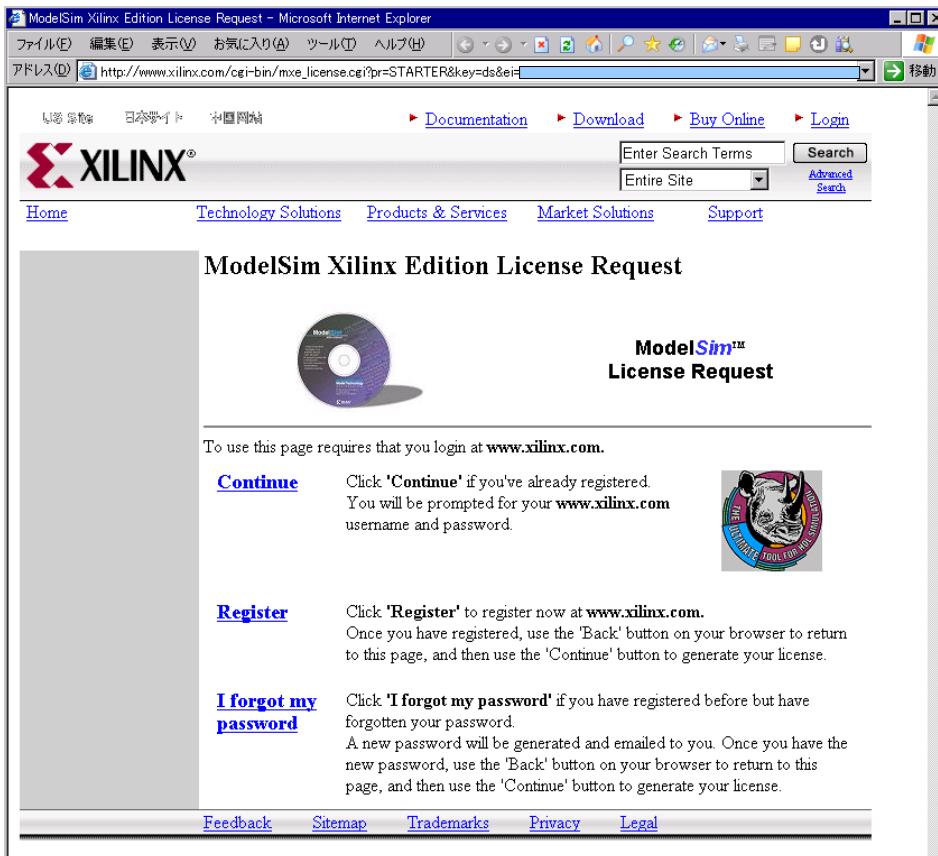 ModelSim Xilinx Edition License Request - Microsoft Internet Explorer
ファイル(F) 編集(E) 表示(V) お気に入り(A) ツール(T) ヘルプ(H)
アドレス(D) http://www.xilinx.com/cgi-bin/mxe_license.cgi?pr=STARTER&key=ds&ei= 移動
US Site 日本サイト 中国网站 Documentation Download Buy Online Login
XILINX® Enter Search Terms Search
Entire Site Advanced Search
Home Technology Solutions Products & Services Market Solutions Support
ModelSim Xilinx Edition License Request
ModelSim™
License Request
To use this page requires that you login at www.xilinx.com.
Continue Click 'Continue' if you've already registered.
You will be prompted for your www.xilinx.com
username and password.
THE ULTIMATE TOOL FOR HDL SIMULATION
Register Click 'Register' to register now at www.xilinx.com.
Once you have registered, use the 'Back' button on your browser to return
to this page, and then use the 'Continue' button to generate your license.
I forgot my password Click 'I forgot my password' if you have registered before but have
forgotten your password.
A new password will be generated and emailed to you. Once you have the
new password, use the 'Back' button on your browser to return to this
page, and then use the 'Continue' button to generate your license.
Feedback Sitemap Trademarks Privacy Legal